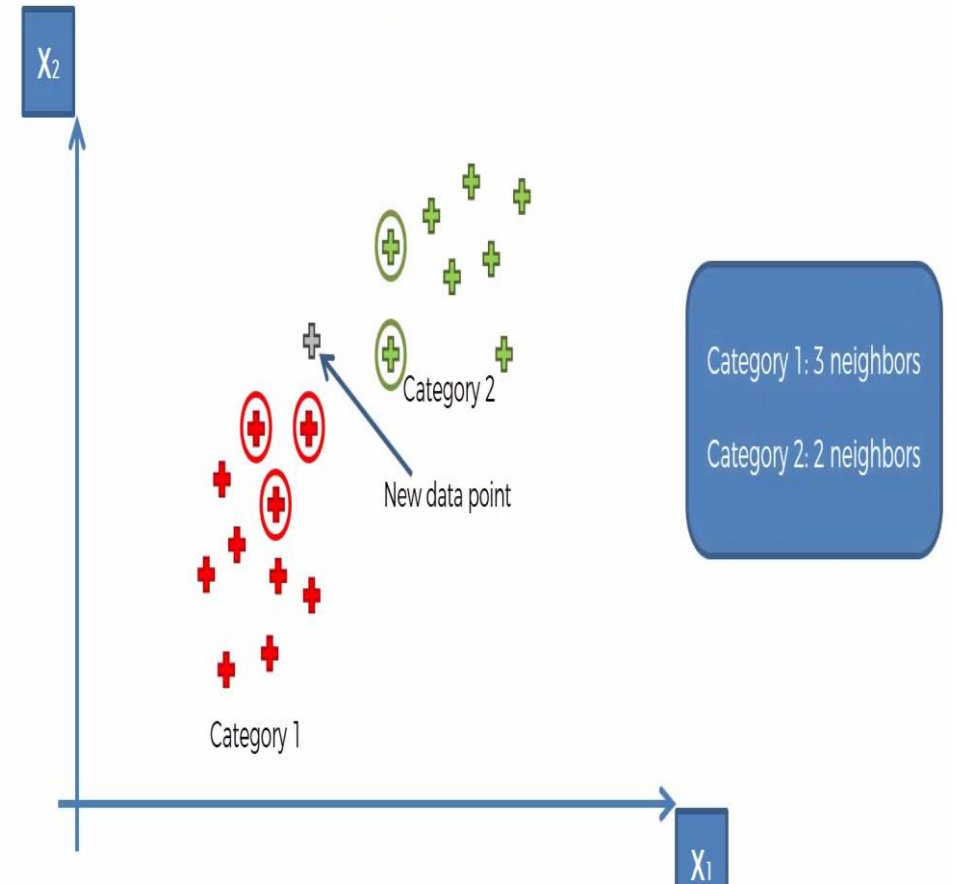 X₂
Category 1: 3 neighbors
Category 2
Category 2: 2 neighbors
New data point
Category 1
X₁